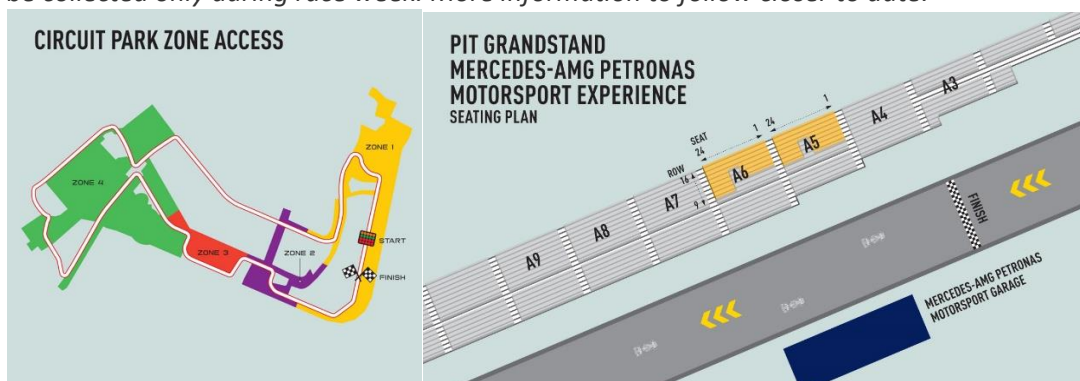 be collected only during race week. More information to follow closer to date.
CIRCUIT PARK ZONE ACCESS
ZONE 1
ZONE 4
START
ZONE 3
ZONE 2
FINISH
PIT GRANDSTAND
MERCEDES-AMG PETRONAS
MOTORSPORT EXPERIENCE
SEATING PLAN
A3
1
A4
24
A5
1
SEAT
24
A6
ROW
16
9
A7
A8
A9
FINISH
MERCEDES-AMG PETRONAS
MOTORSPORT GARAGE